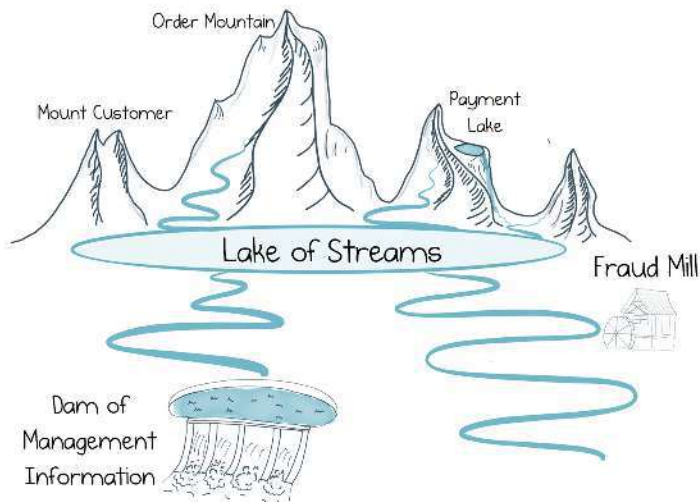 Order Mountain
Mount Customer
Payment
Lake
Lake of Streams
Fraud Mill
Dam of
Management
Information